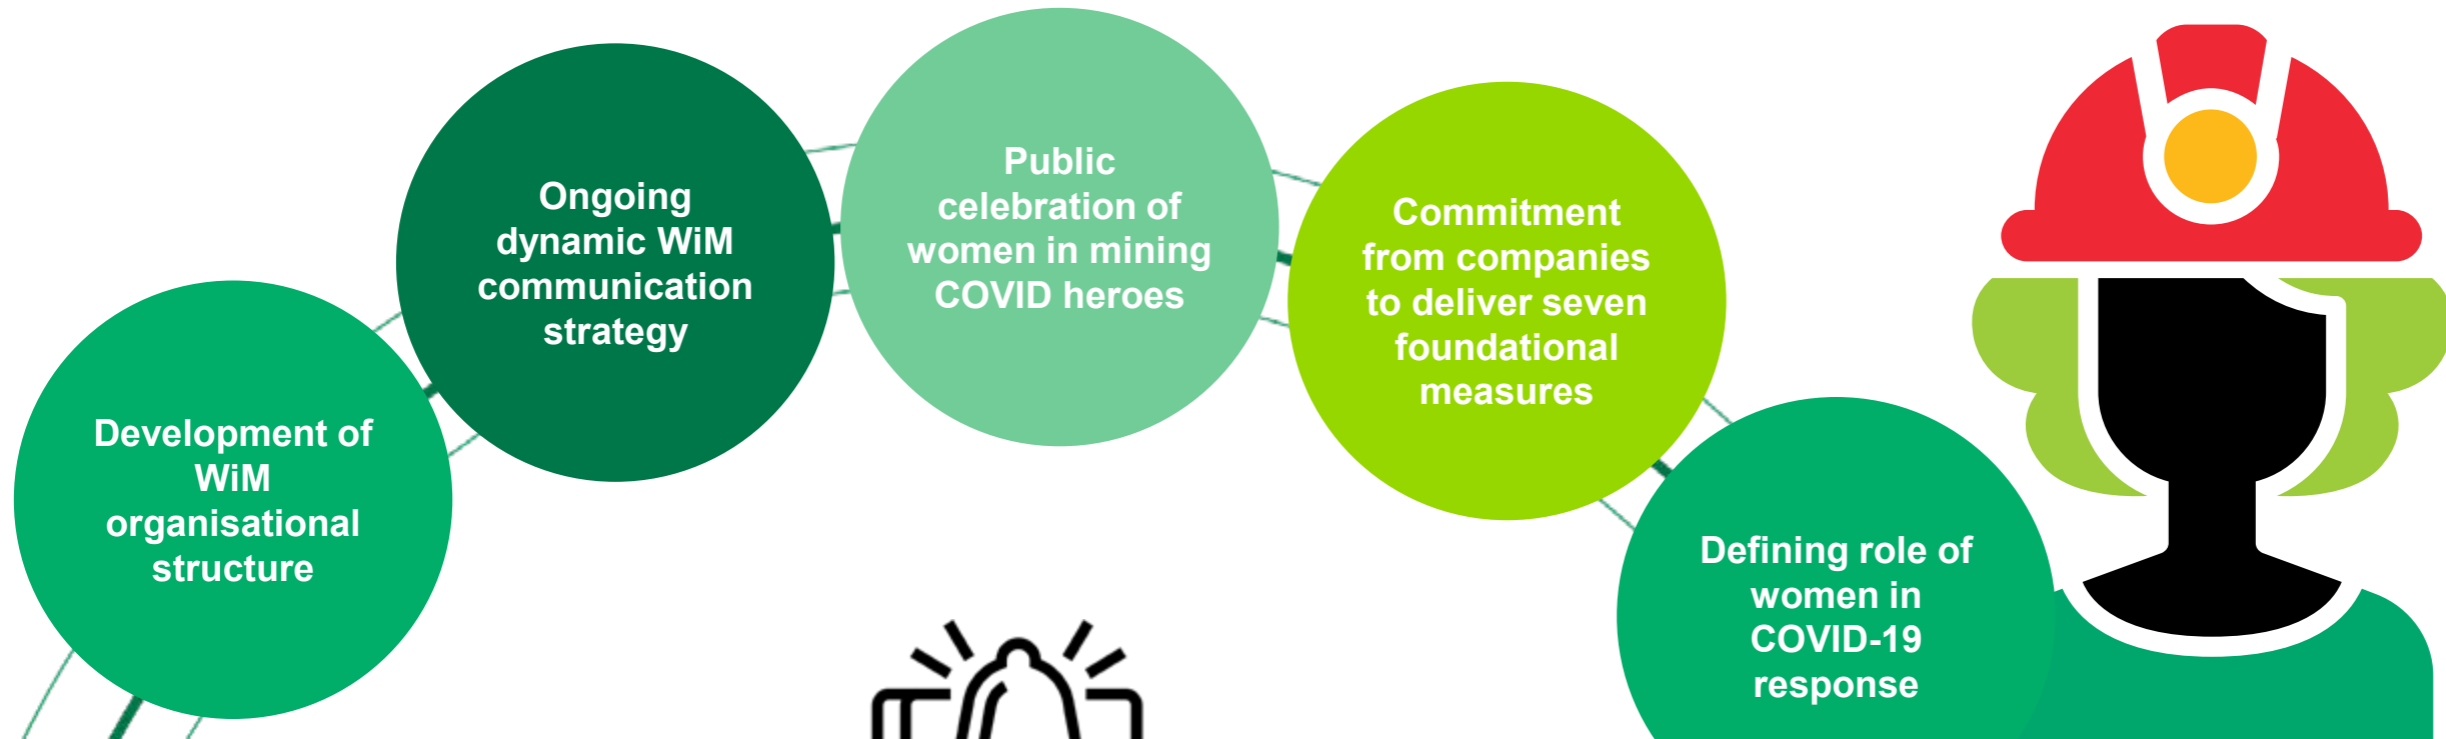 Development of
WiM
organisational
structure
Ongoing
dynamic WiM
communication
strategy
Public
celebration of
women in mining
COVID heroes
Commitment
from companies
to deliver seven
foundational
measures
Defining role of
women in
COVID-19
response